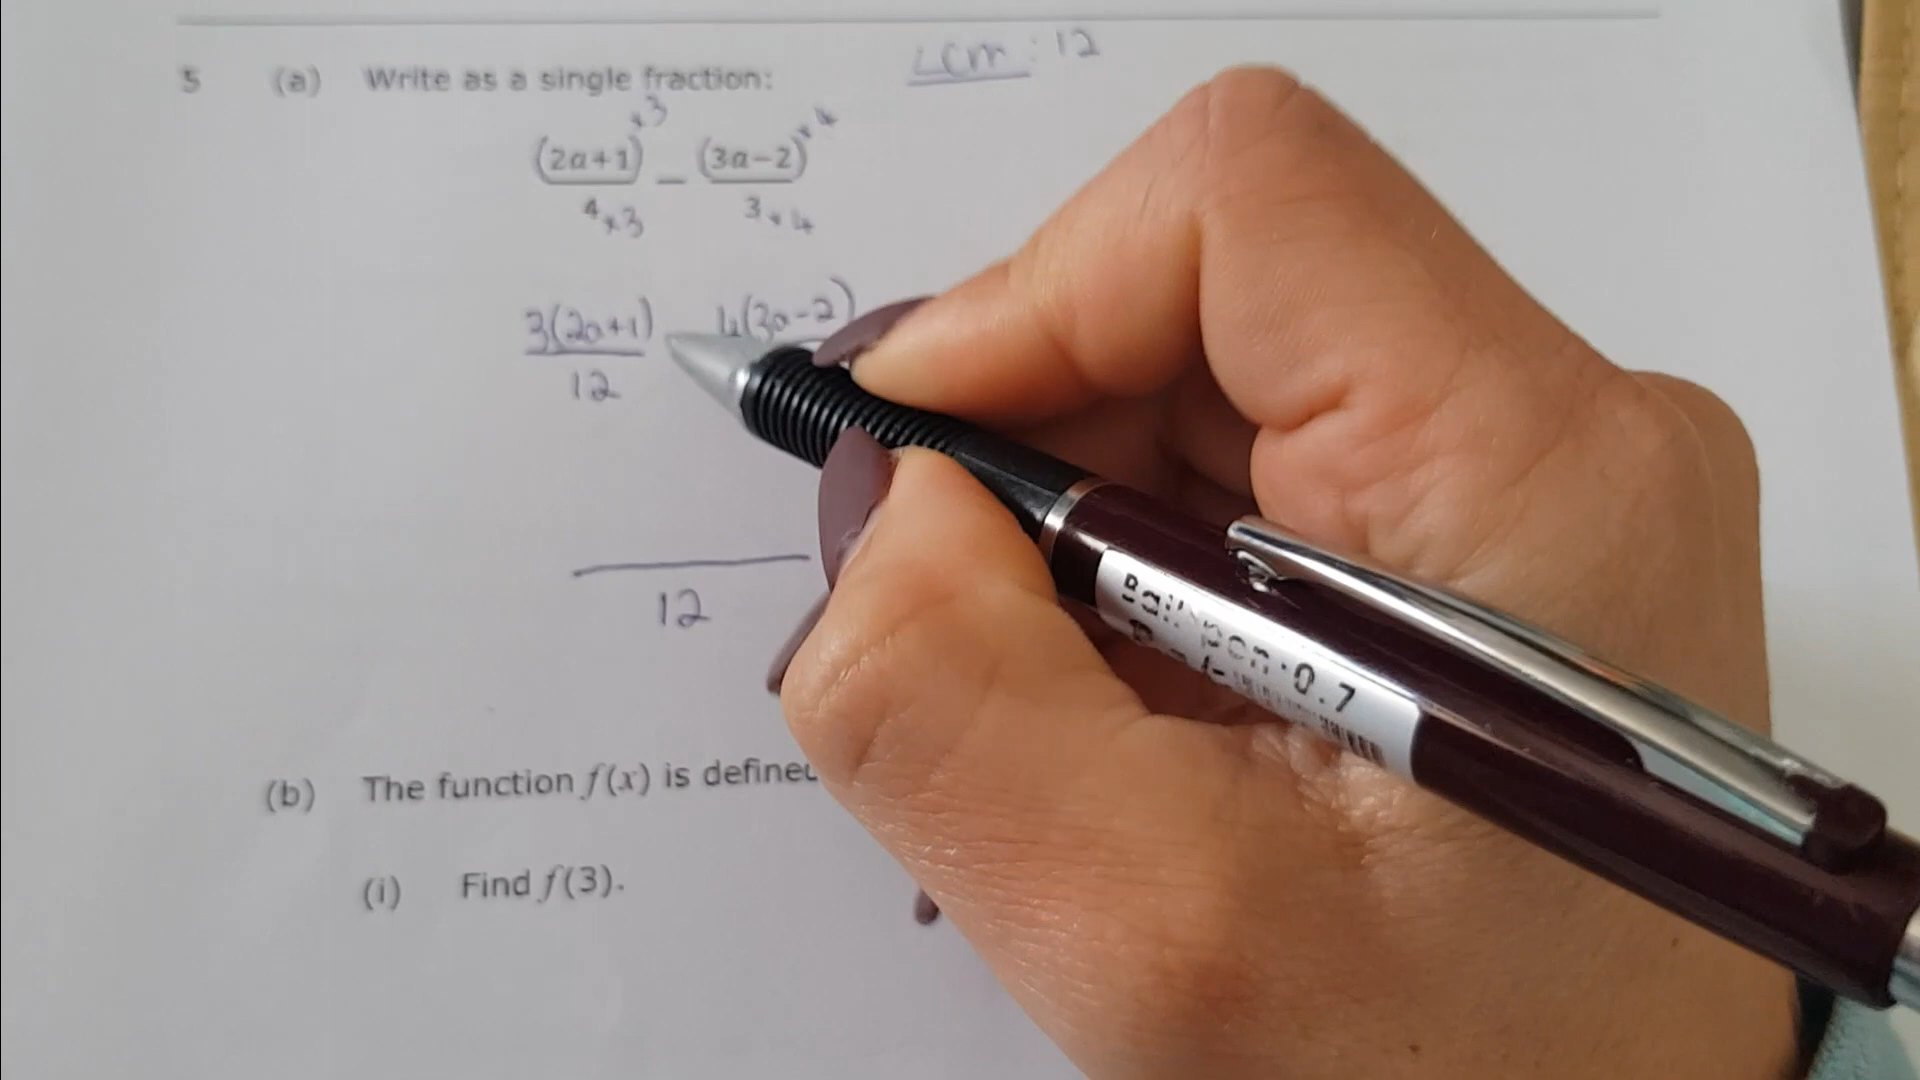 LCM : 12
5 (a) Write as a single fraction:
×3 ×4
(2a+1) – (3a–2)
4 ×3 3 ×4
3(2a+1) 4(3a-2)
12
12
(b) The function f(x) is defined
(i) Find f(3).
Ball pen·0.7